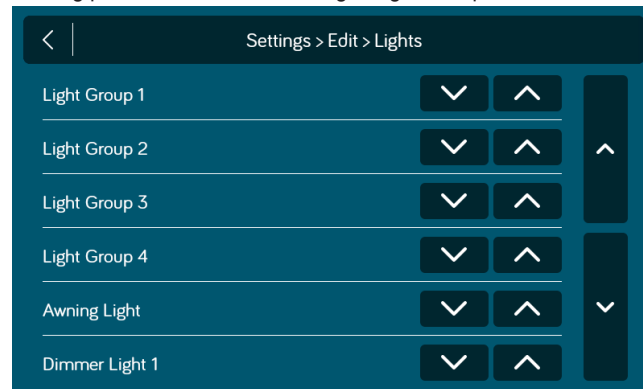 Settings > Edit > Lights
Light Group 1
Light Group 2
Light Group 3
Light Group 4
Awning Light
Dimmer Light 1